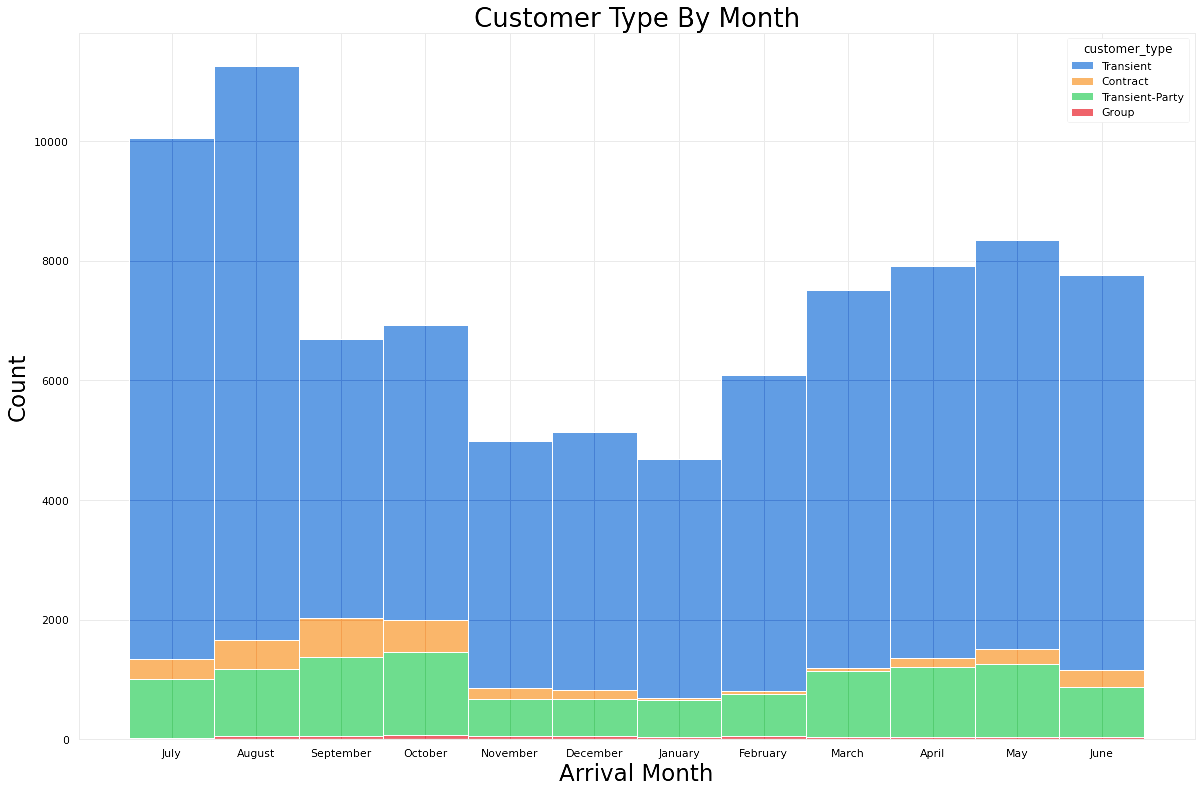 Customer Type By Month
customer_type
Transient
Contract
Transient-Party
Group
Count
10000
8000
6000
4000
2000
0
July August September October November December January February March April May June
Arrival Month